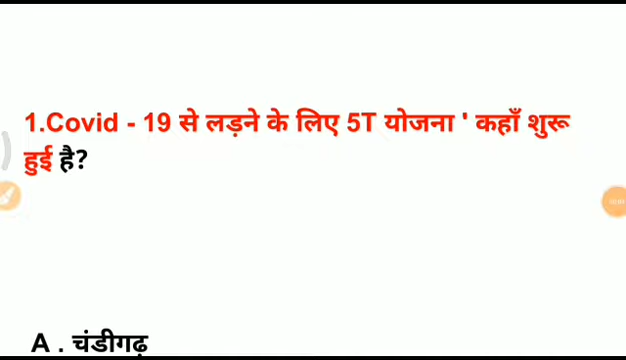 1.Covid - 19 से लड़ने के लिए 5T योजना ' कहाँ शुरू
हुई है?
A . चंडीगढ़